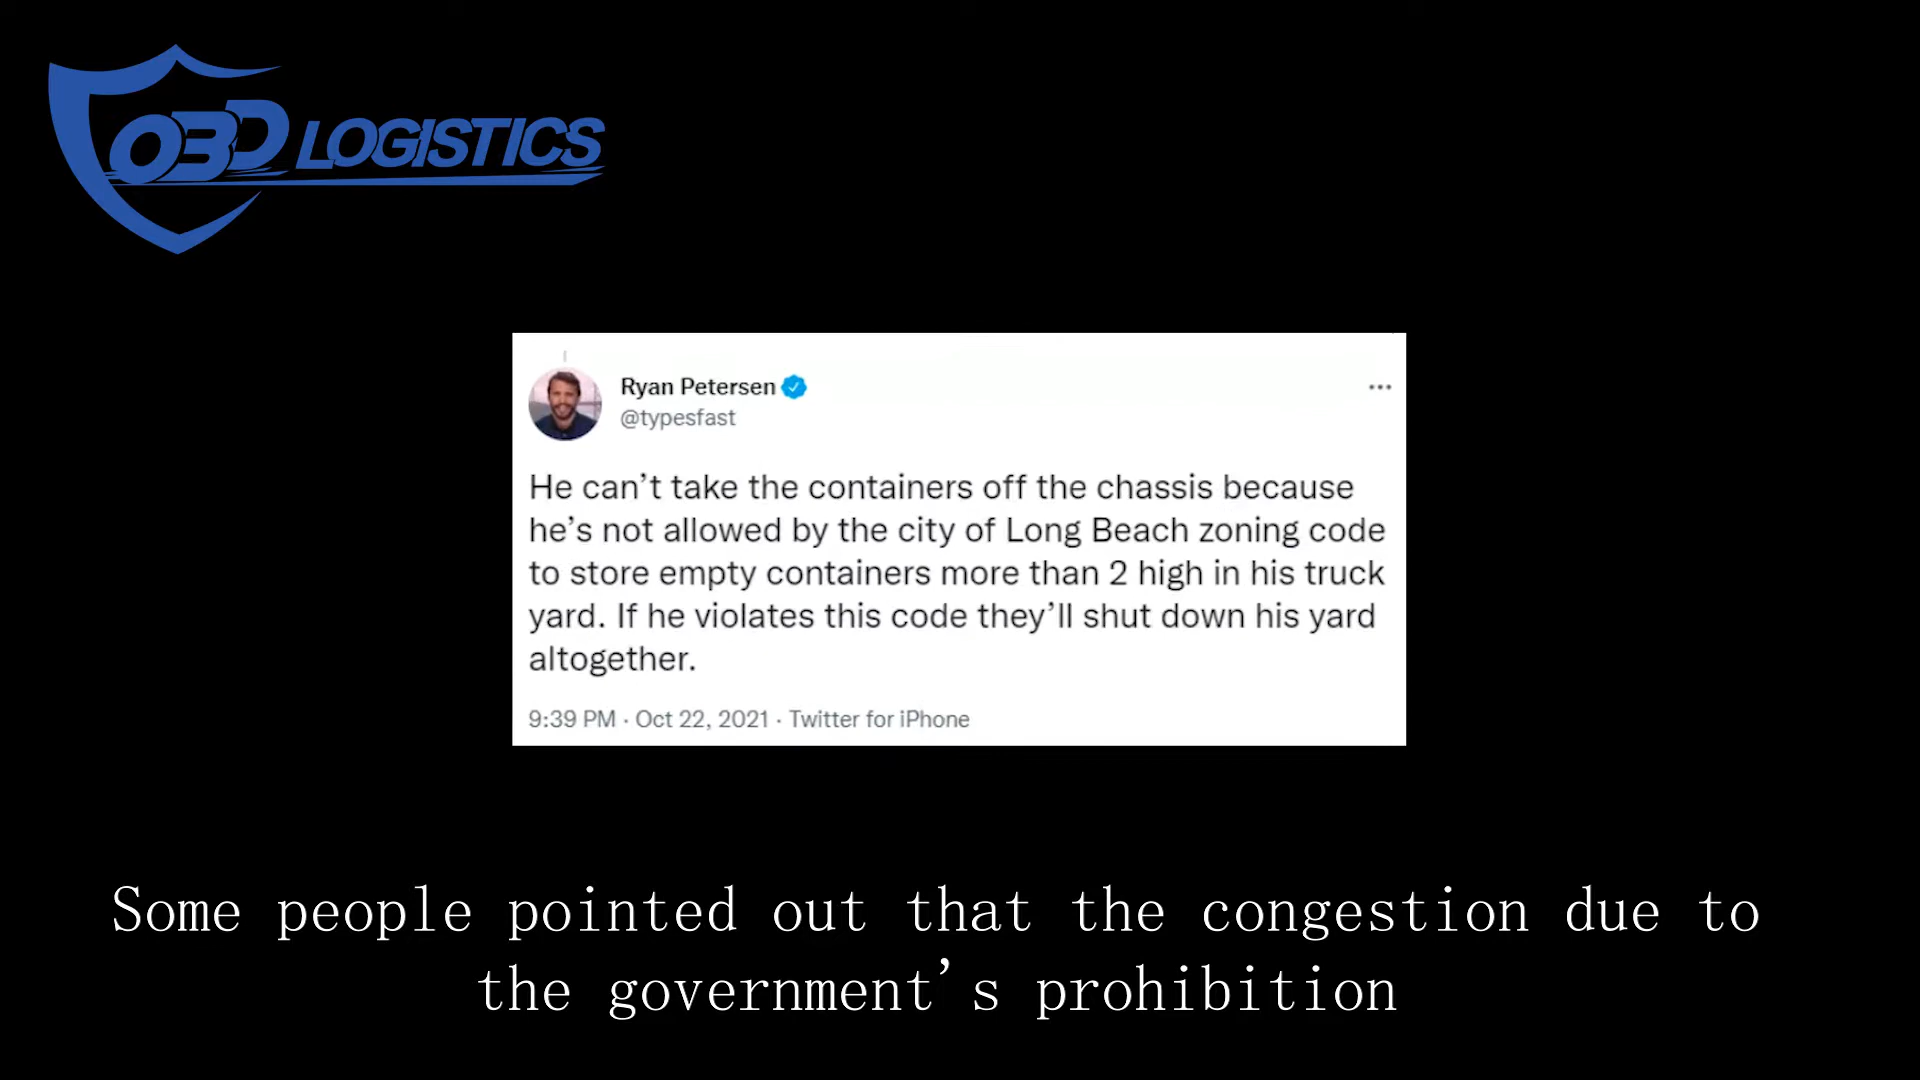 OBD LOGISTICS
Ryan Petersen
@typesfast
He can’t take the containers off the chassis because
he’s not allowed by the city of Long Beach zoning code
to store empty containers more than 2 high in his truck
yard. If he violates this code they’ll shut down his yard
altogether.
9:39 PM · Oct 22, 2021 · Twitter for iPhone
Some people pointed out that the congestion due to
the government's prohibition